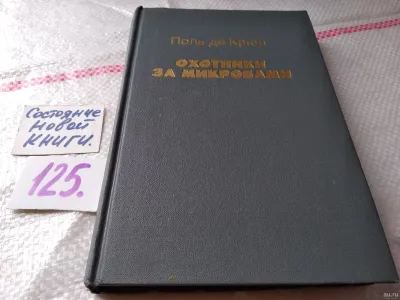 Поль де Крюи
ОХОТНИКИ
ЗА МИКРОБАМИ
Состояние
новой
книги.
125.